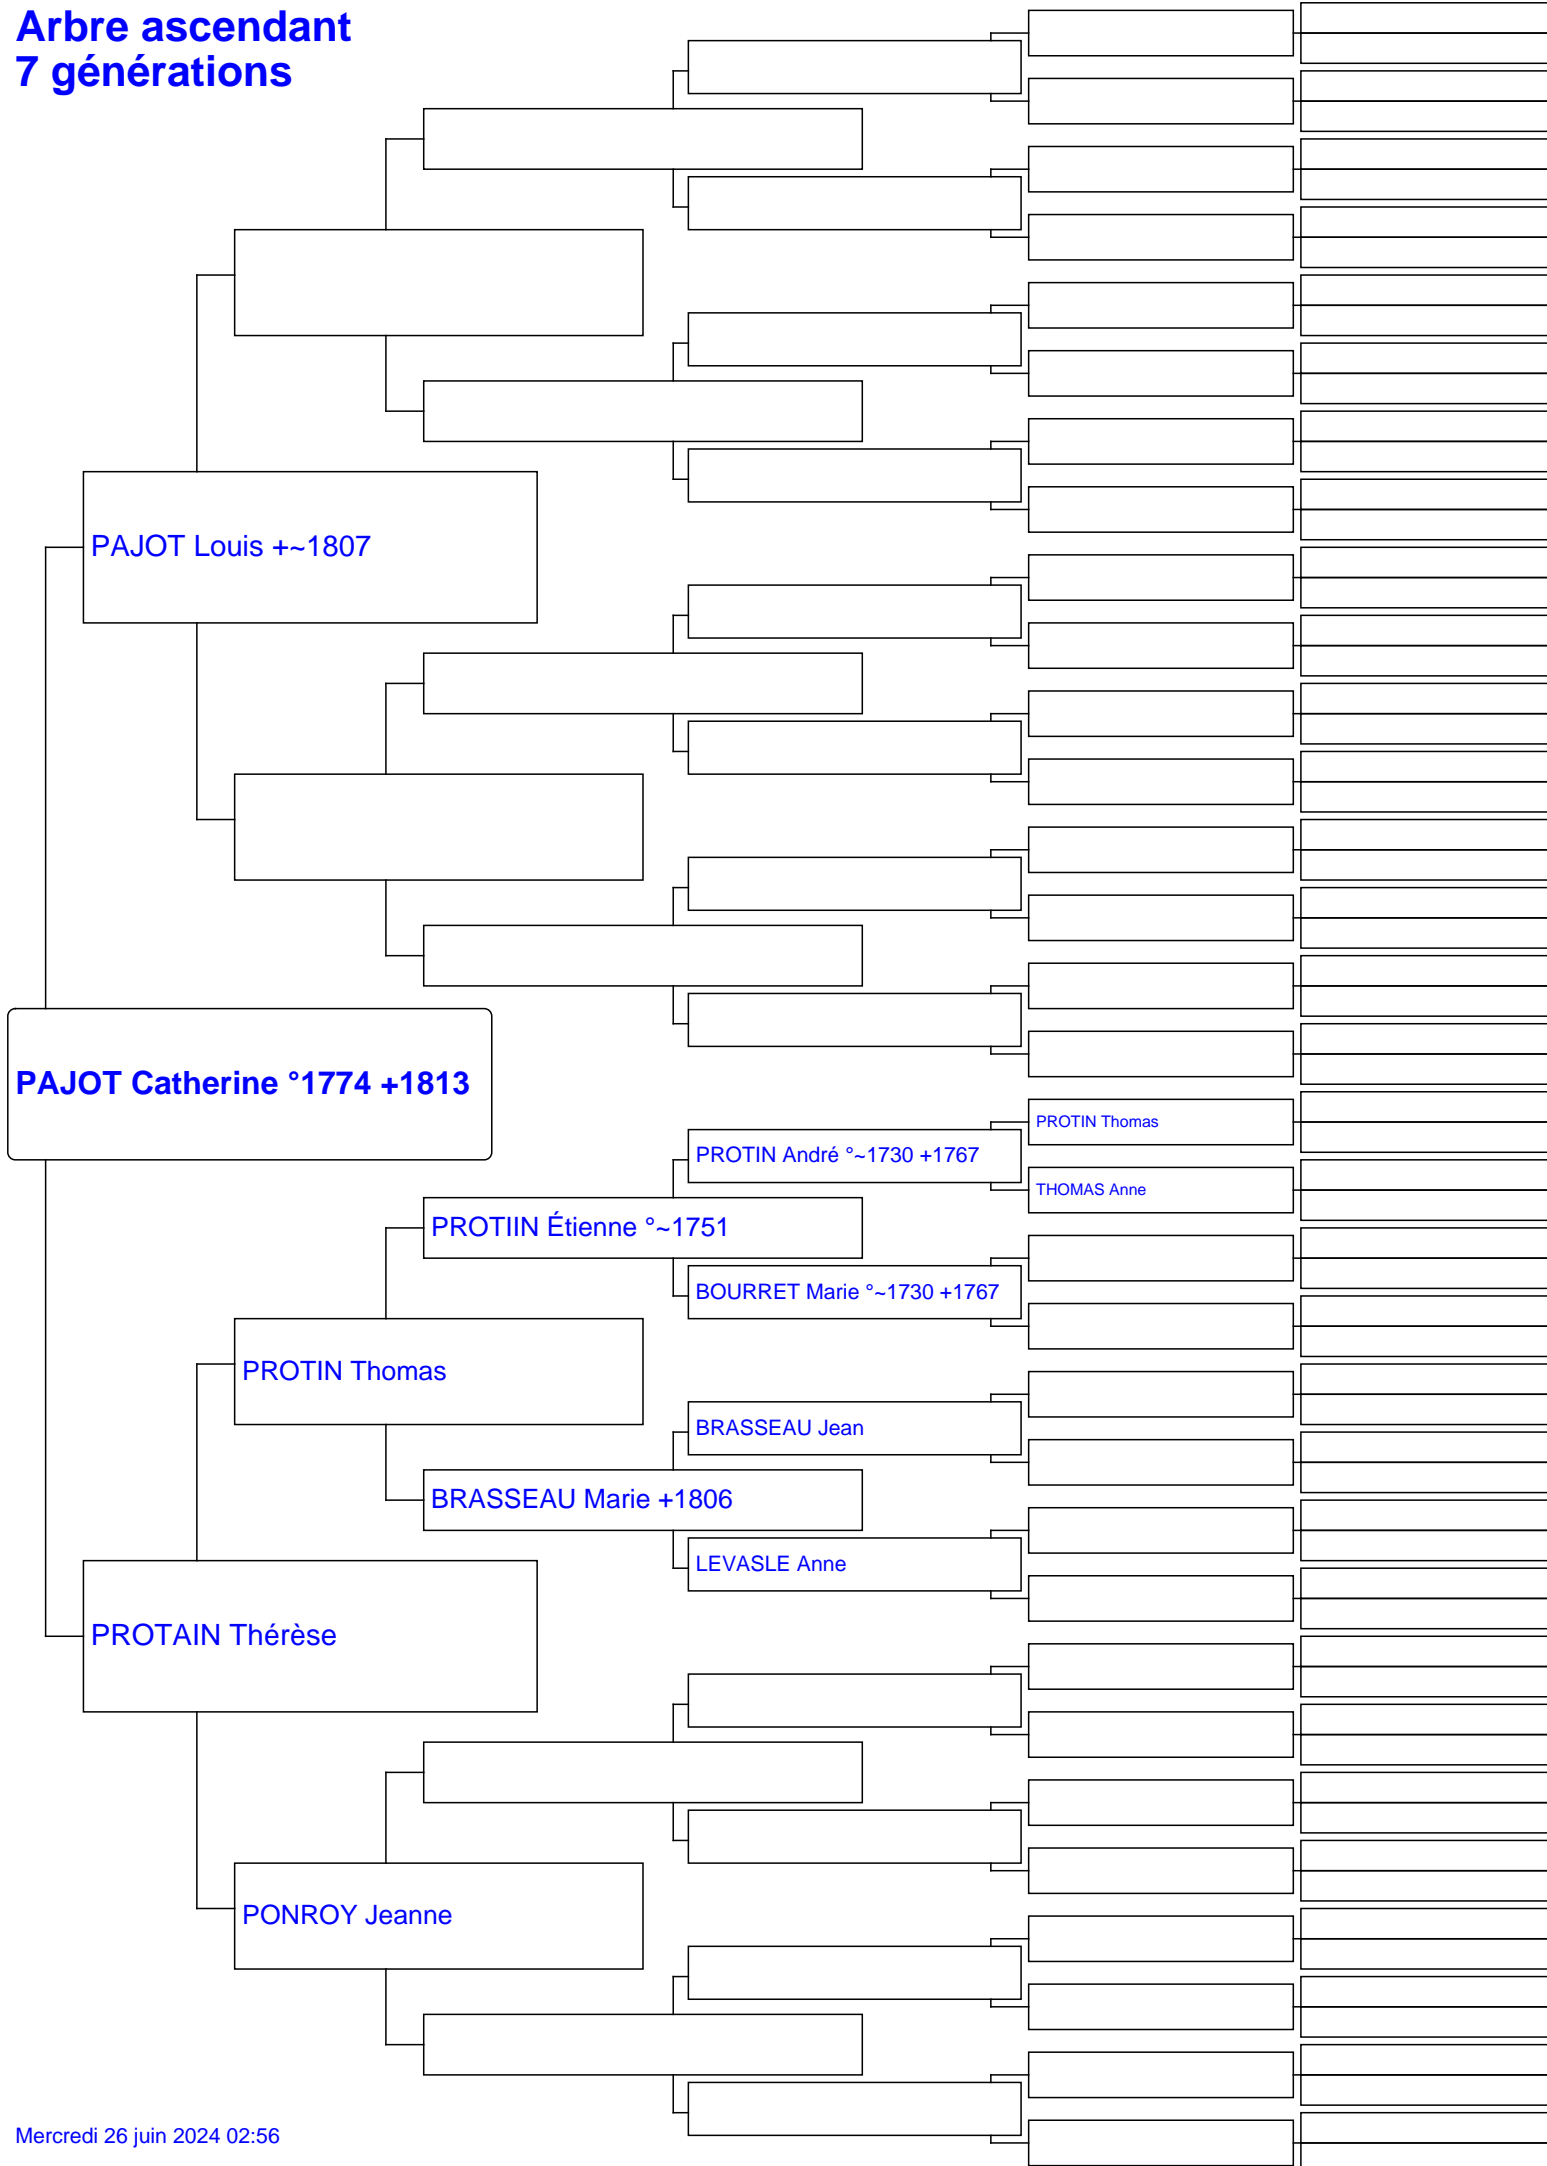 Arbre ascendant
7 générations
PAJOT Louis +~1807
PAJOT Catherine °1774 +1813
PROTIN Thomas
PROTIN André °~1730 +1767
THOMAS Anne
PROTIIN Étienne °~1751
BOURRET Marie °~1730 +1767
PROTIN Thomas
BRASSEAU Jean
BRASSEAU Marie +1806
LEVASLE Anne
PROTAIN Thérèse
PONROY Jeanne
Mercredi 26 juin 2024 02:56